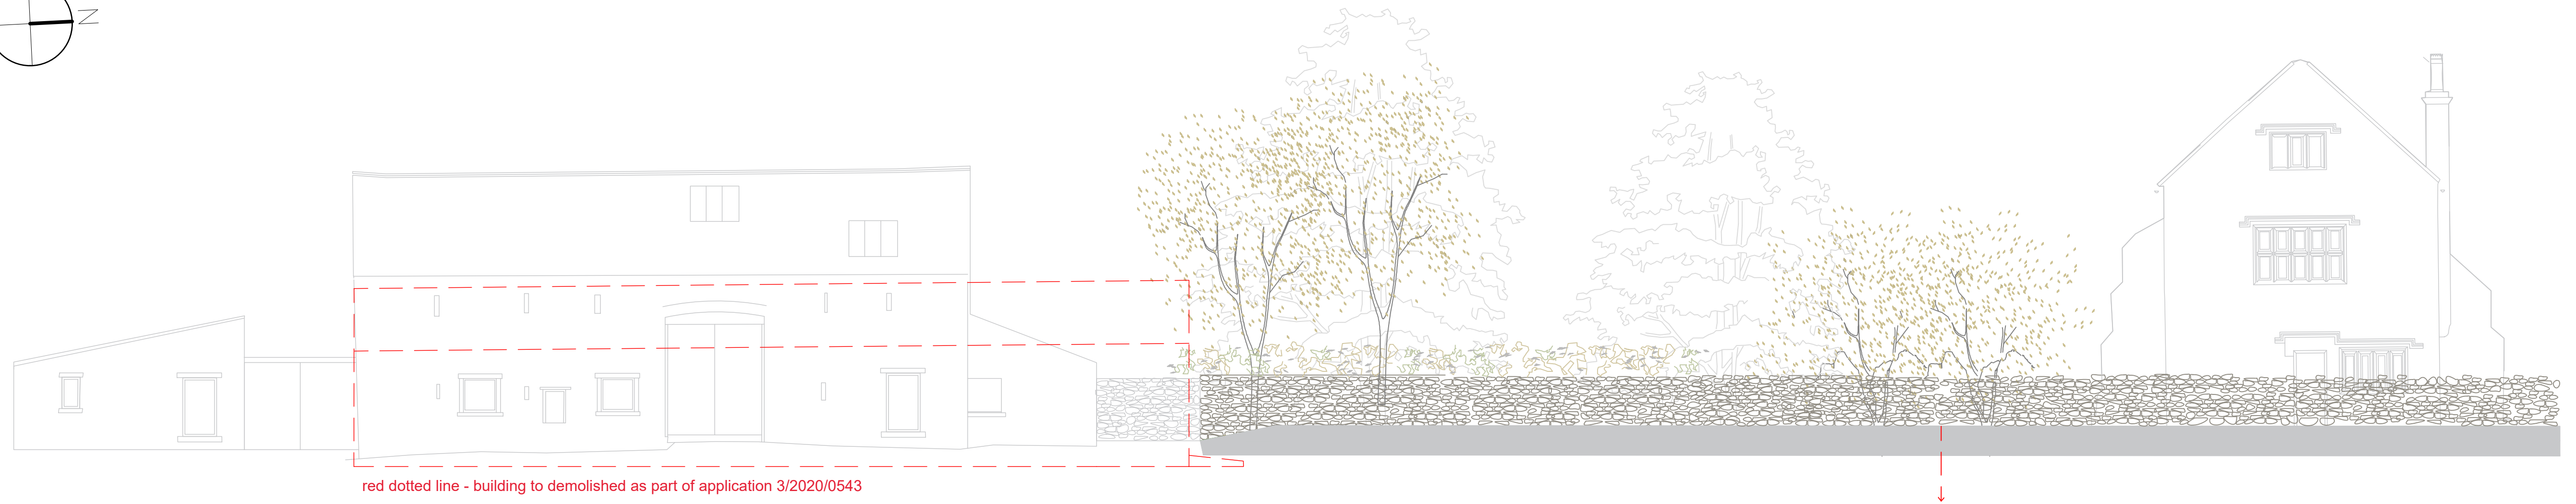 N
red dotted line - building to demolished as part of application 3/2020/0543